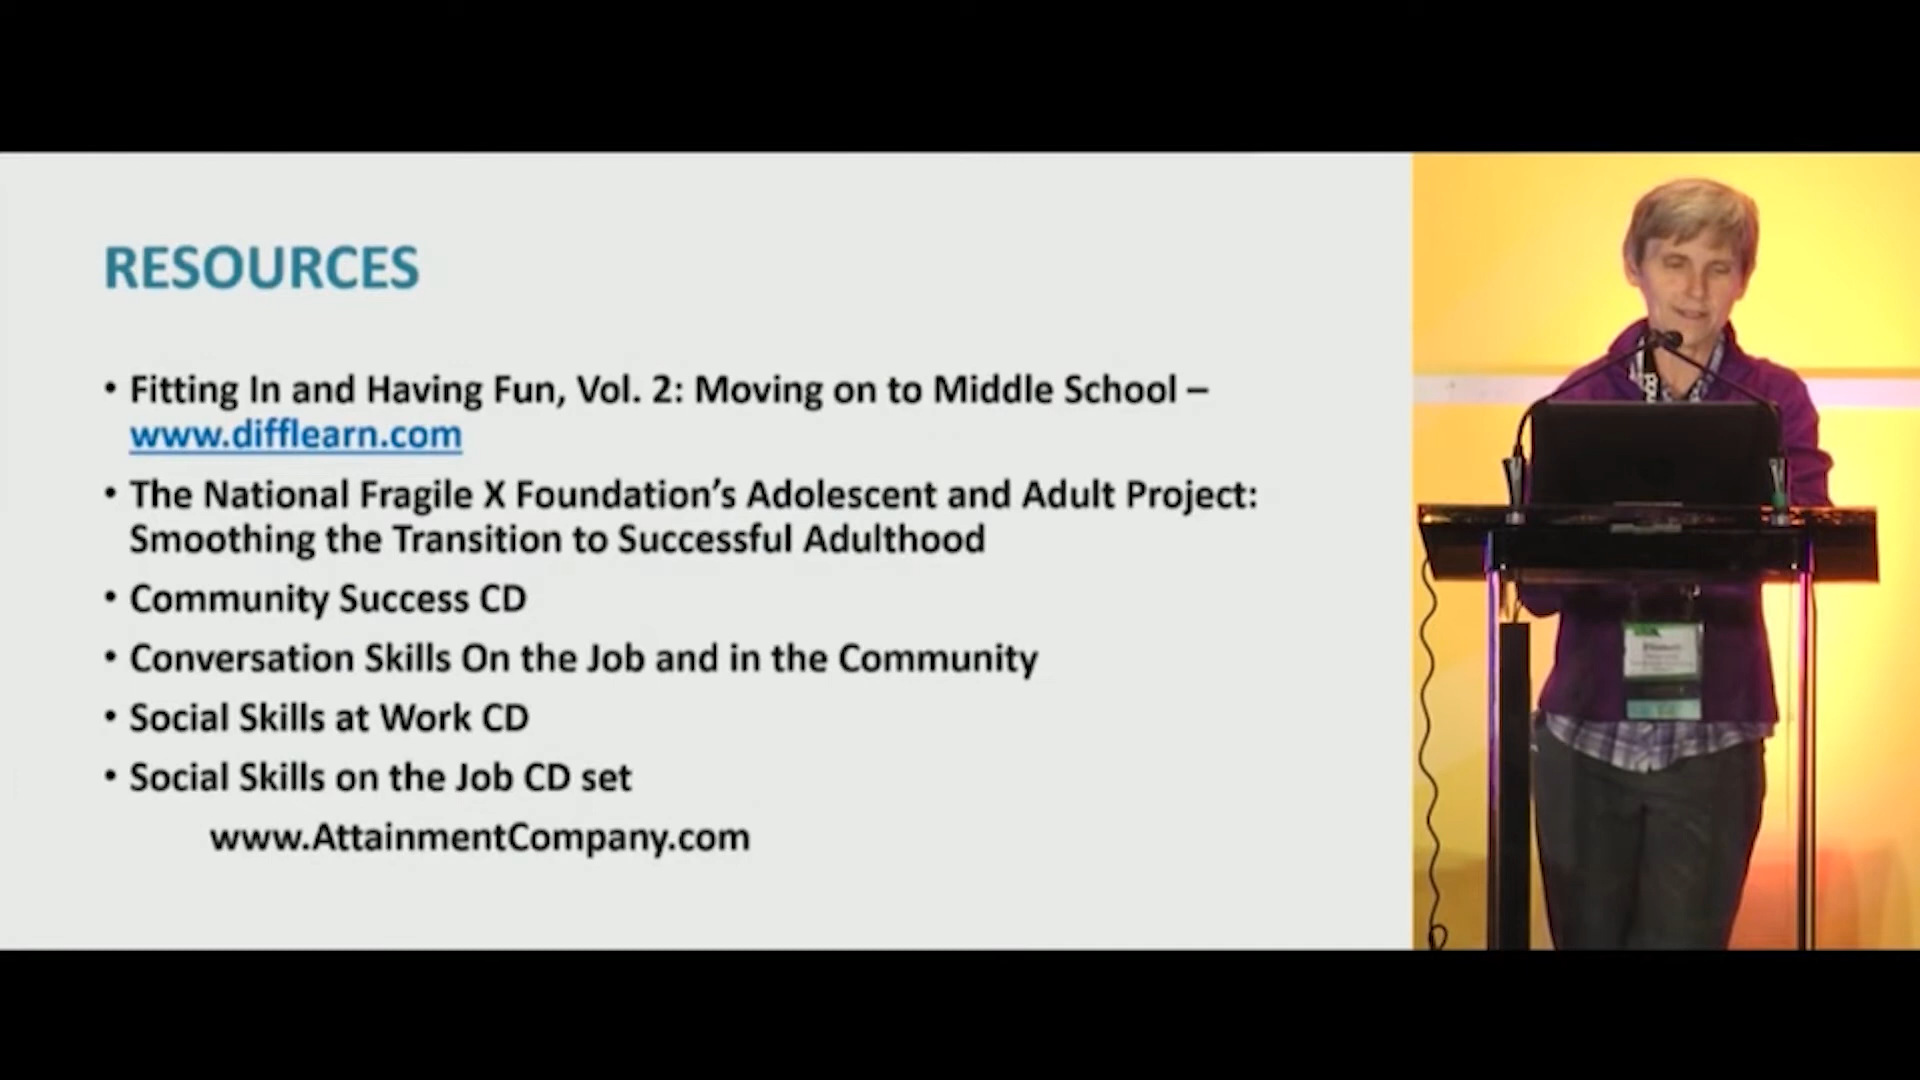 RESOURCES
• Fitting In and Having Fun, Vol. 2: Moving on to Middle School –
www.difflearn.com
• The National Fragile X Foundation’s Adolescent and Adult Project:
Smoothing the Transition to Successful Adulthood
• Community Success CD
• Conversation Skills On the Job and in the Community
• Social Skills at Work CD
• Social Skills on the Job CD set
www.AttainmentCompany.com